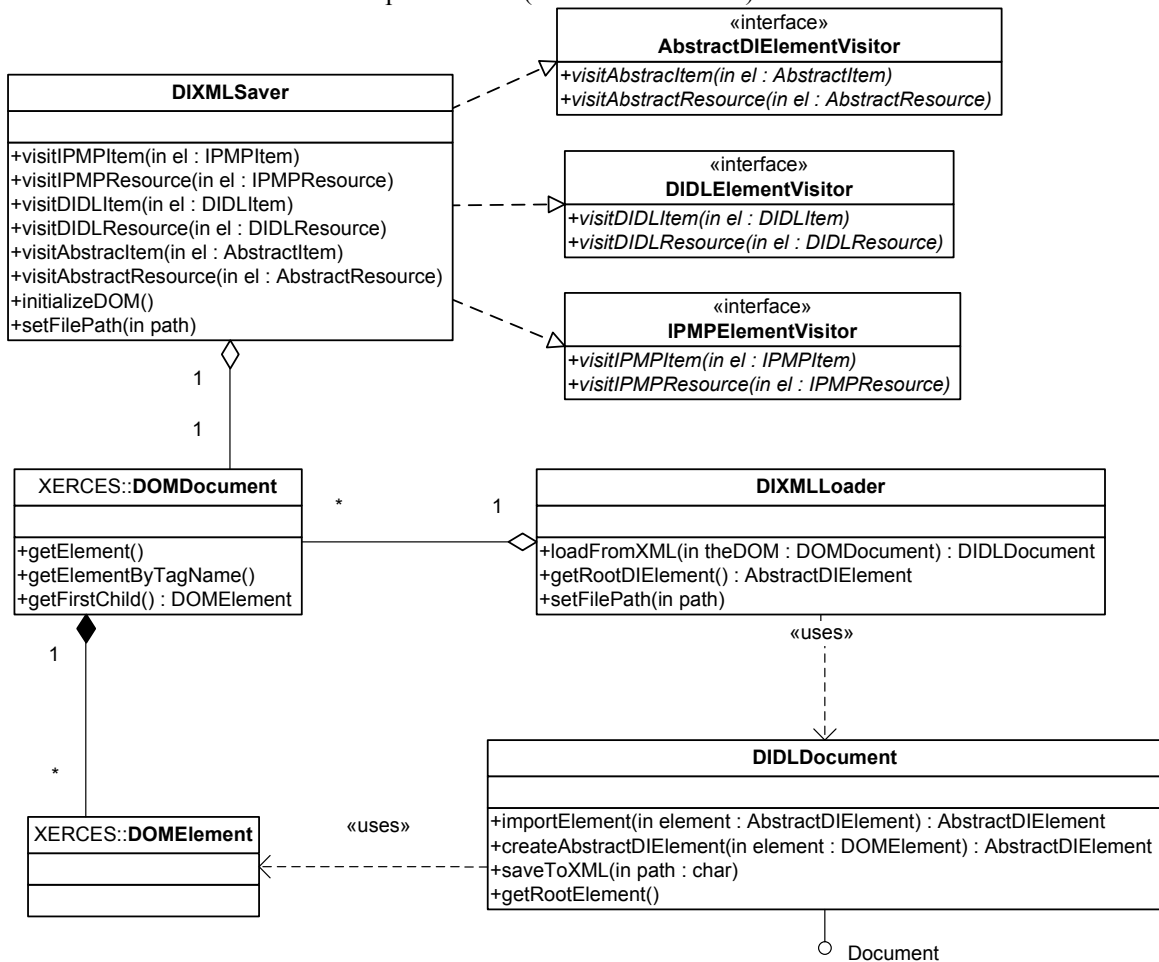 «interface»
AbstractDIElementVisitor
+visitAbstracItem(in el : AbstractItem)
+visitAbstractResource(in el : AbstractResource)
DIXMLSaver
+visitIPMPItem(in el : IPMPItem)
+visitIPMPResource(in el : IPMPResource)
+visitDIDLItem(in el : DIDLItem)
+visitDIDLResource(in el : DIDLResource)
+visitAbstracItem(in el : AbstractItem)
+visitAbstractResource(in el : AbstractResource)
+initializeDOM()
+setFilePath(in path)
«interface»
DIDLElementVisitor
+visitDIDLItem(in el : DIDLItem)
+visitDIDLResource(in el : DIDLResource)
«interface»
IPMPElementVisitor
+visitIPMPItem(in el : IPMPItem)
+visitIPMPResource(in el : IPMPResource)
1
1
XERCES::DOMDocument
+getElement()
+getElementByTagName()
+getFirstChild() : DOMElement
*
1
DIXMLLoader
+loadFromXML(in theDOM : DOMDocument) : DIDLDocument
+getRootDIElement() : AbstractDIElement
+setFilePath(in path)
«uses»
1
*
DIDLDocument
+importElement(in element : AbstractDIElement) : AbstractDIElement
+createAbstractDIElement(in element : DOMElement) : AbstractDIElement
+saveToXML(in path : char)
+getRootElement()
XERCES::DOMElement
«uses»
Document